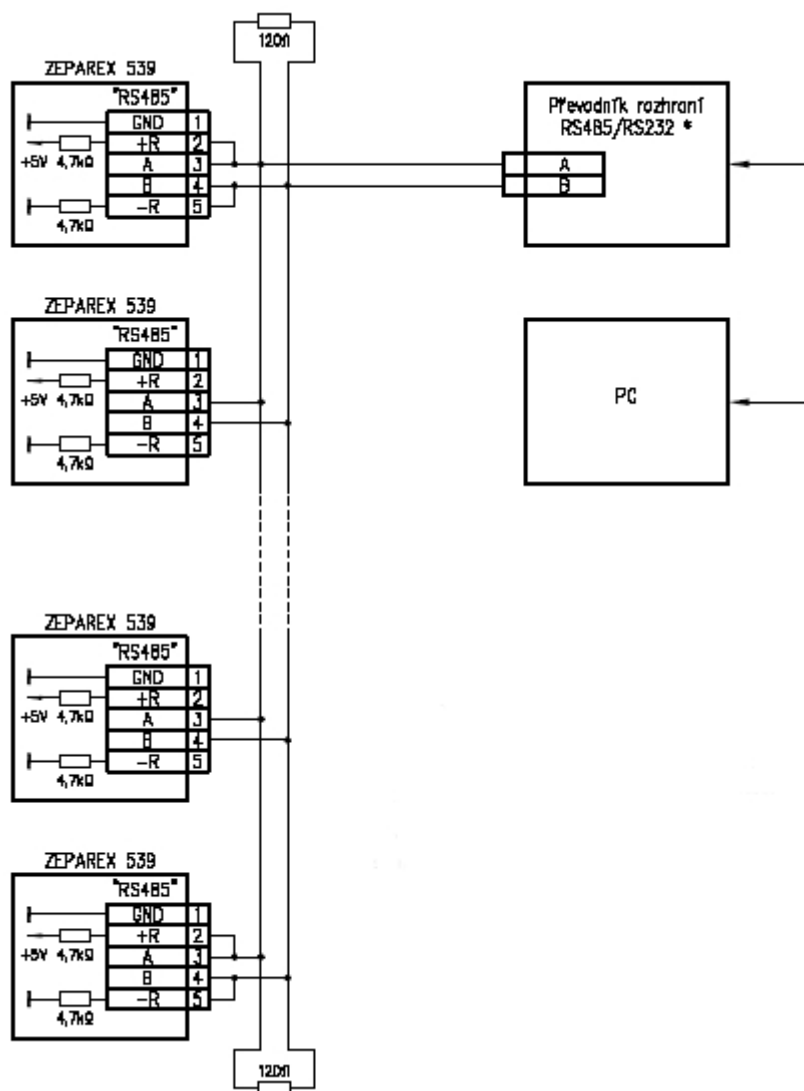 120Ω
ZEPAREX 539
"RS485"
GND 1
+R 2
A 3
B 4
-R 5
+5V 4,7kΩ
4,7kΩ
Převodník rozhraní
RS485/RS232 *
A
B
ZEPAREX 539
"RS485"
GND 1
+R 2
A 3
B 4
-R 5
+5V 4,7kΩ
4,7kΩ
PC
ZEPAREX 539
"RS485"
GND 1
+R 2
A 3
B 4
-R 5
+5V 4,7kΩ
4,7kΩ
ZEPAREX 539
"RS485"
GND 1
+R 2
A 3
B 4
-R 5
+5V 4,7kΩ
4,7kΩ
120Ω